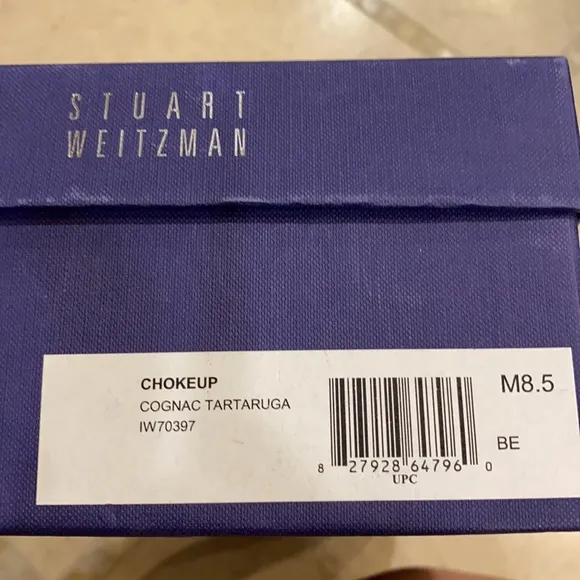 STUART
WEITZMAN
CHOKEUP
COGNAC TARTARUGA
IW70397
M8.5
BE
8 27928 64796 0
UPC